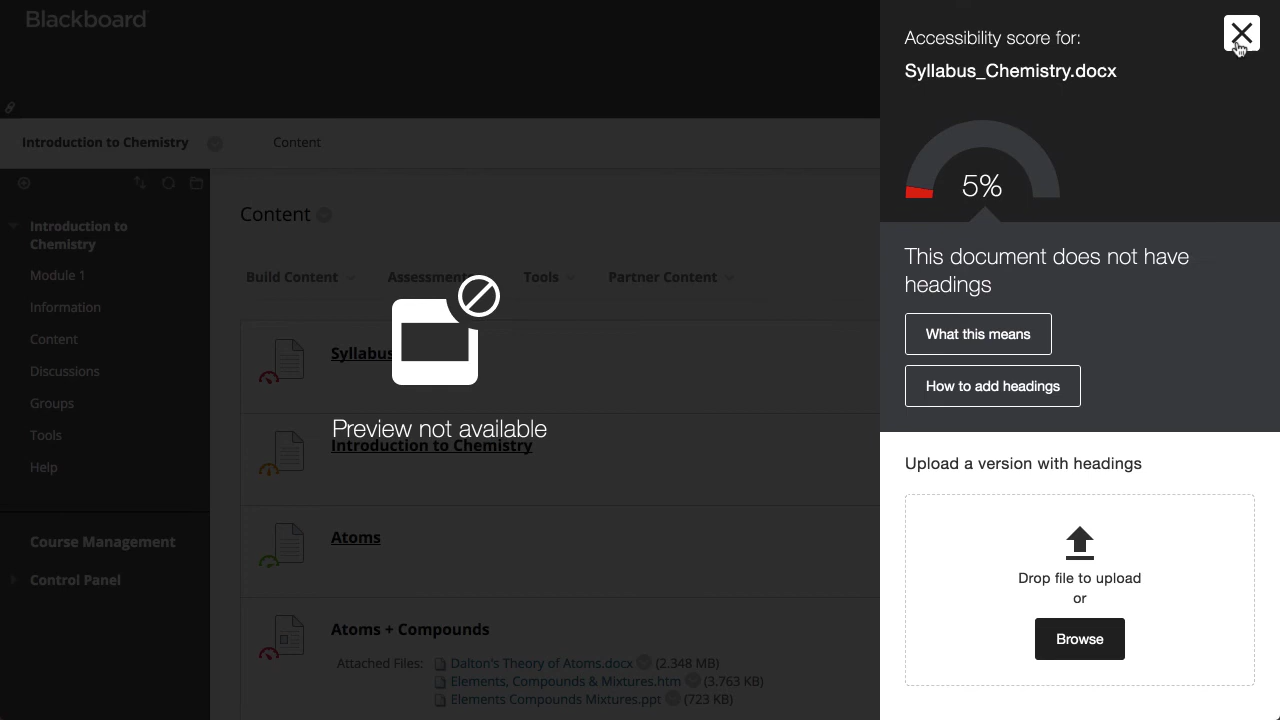 Blackboard
Introduction to Chemistry
Content
Introduction to
Chemistry
Module 1
Information
Content
Discussions
Groups
Tools
Help
Course Management
Control Panel
Content
Build Content
Assessments
Tools
Partner Content
Syllabus
Preview not available
Introduction to Chemistry
Atoms
Atoms + Compounds
Attached Files:
Dalton's Theory of Atoms.docx (2.348 MB)
Elements, Compounds & Mixtures.htm (3.763 KB)
Elements Compounds Mixtures.ppt (723 KB)
Accessibility score for:
Syllabus_Chemistry.docx
5%
This document does not have
headings
What this means
How to add headings
Upload a version with headings
Drop file to upload
or
Browse